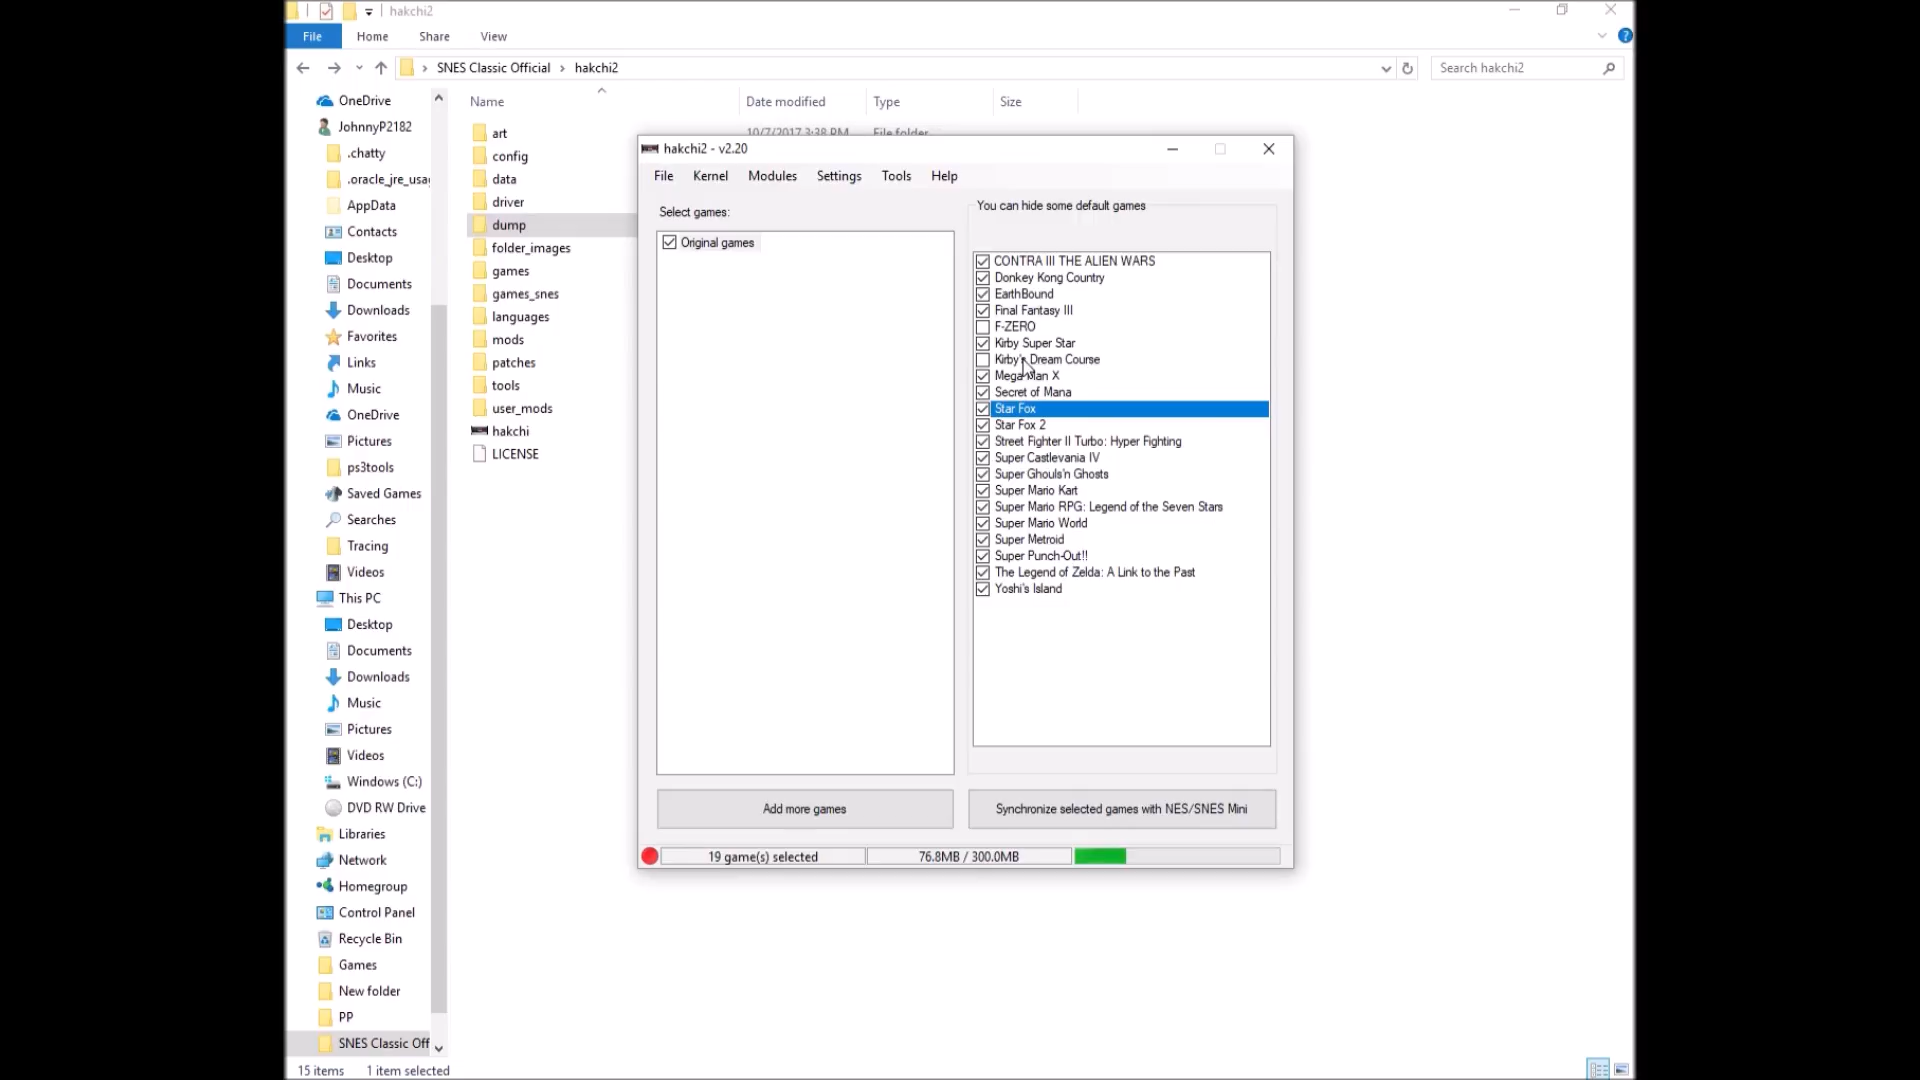 hakchi2
File Home Share View
SNES Classic Official hakchi2
Search hakchi2
Name Date modified Type Size
OneDrive
JohnnyP2182
.chatty
.oracle_jre_usa
AppData
Contacts
Desktop
Documents
Downloads
Favorites
Links
Music
OneDrive
Pictures
ps3tools
Saved Games
Searches
Tracing
Videos
This PC
Desktop
Documents
Downloads
Music
Pictures
Videos
Windows (C:)
DVD RW Drive
Libraries
Network
Homegroup
Control Panel
Recycle Bin
Games
New folder
PP
SNES Classic Off
art 10/7/2017 3:38 PM File folder
config
data
driver
dump
folder_images
games
games_snes
languages
mods
patches
tools
user_mods
hakchi
LICENSE
hakchi2 - v2.20
File Kernel Modules Settings Tools Help
Select games:
Original games
You can hide some default games
CONTRA III THE ALIEN WARS
Donkey Kong Country
EarthBound
Final Fantasy III
F-ZERO
Kirby Super Star
Kirby's Dream Course
Mega Man X
Secret of Mana
Star Fox
Star Fox 2
Street Fighter II Turbo: Hyper Fighting
Super Castlevania IV
Super Ghouls'n Ghosts
Super Mario Kart
Super Mario RPG: Legend of the Seven Stars
Super Mario World
Super Metroid
Super Punch-Out!!
The Legend of Zelda: A Link to the Past
Yoshi's Island
Add more games
Synchronize selected games with NES/SNES Mini
19 game(s) selected 76.8MB / 300.0MB
15 items 1 item selected